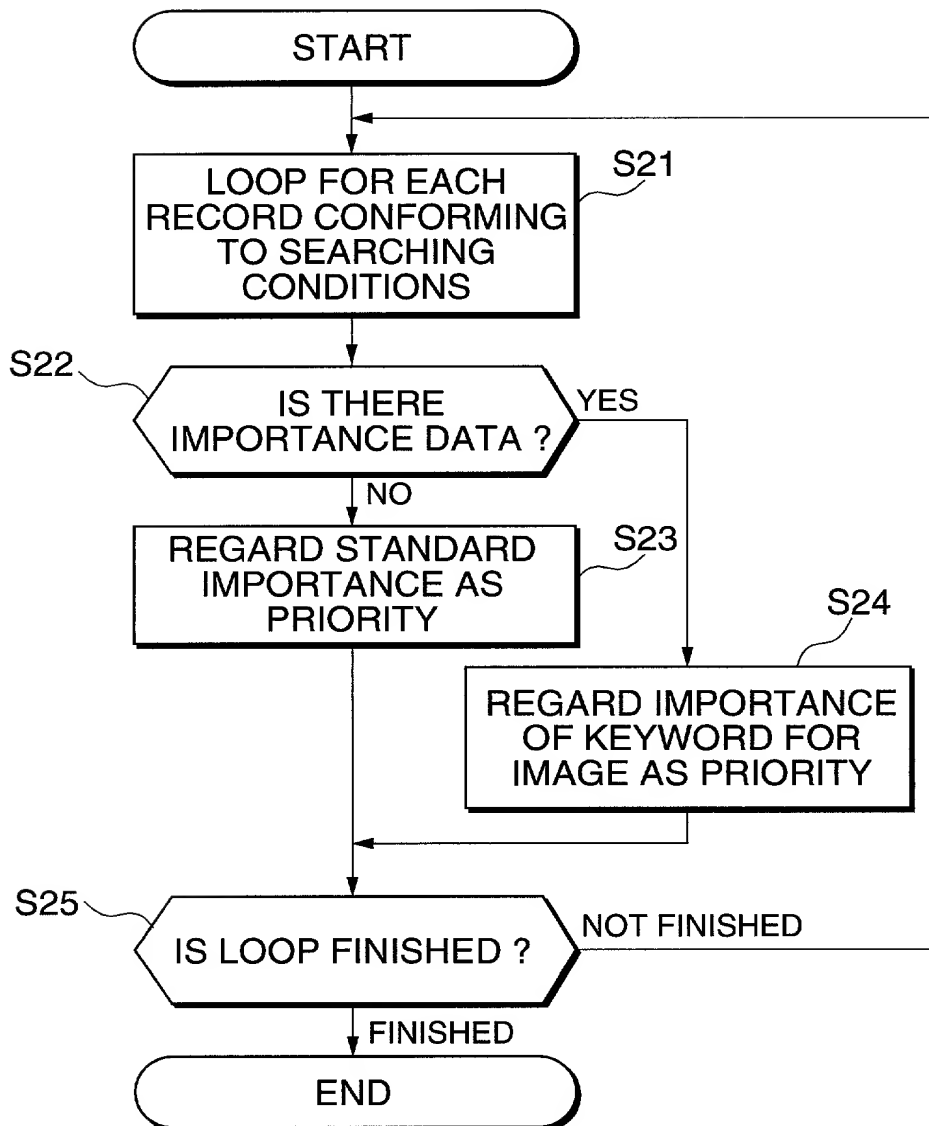 START
LOOP FOR EACH
RECORD CONFORMING
TO SEARCHING
CONDITIONS
S21
S22
IS THERE
IMPORTANCE DATA ?
YES
NO
REGARD STANDARD
IMPORTANCE AS
PRIORITY
S23
S24
REGARD IMPORTANCE
OF KEYWORD FOR
IMAGE AS PRIORITY
S25
IS LOOP FINISHED ?
NOT FINISHED
FINISHED
END